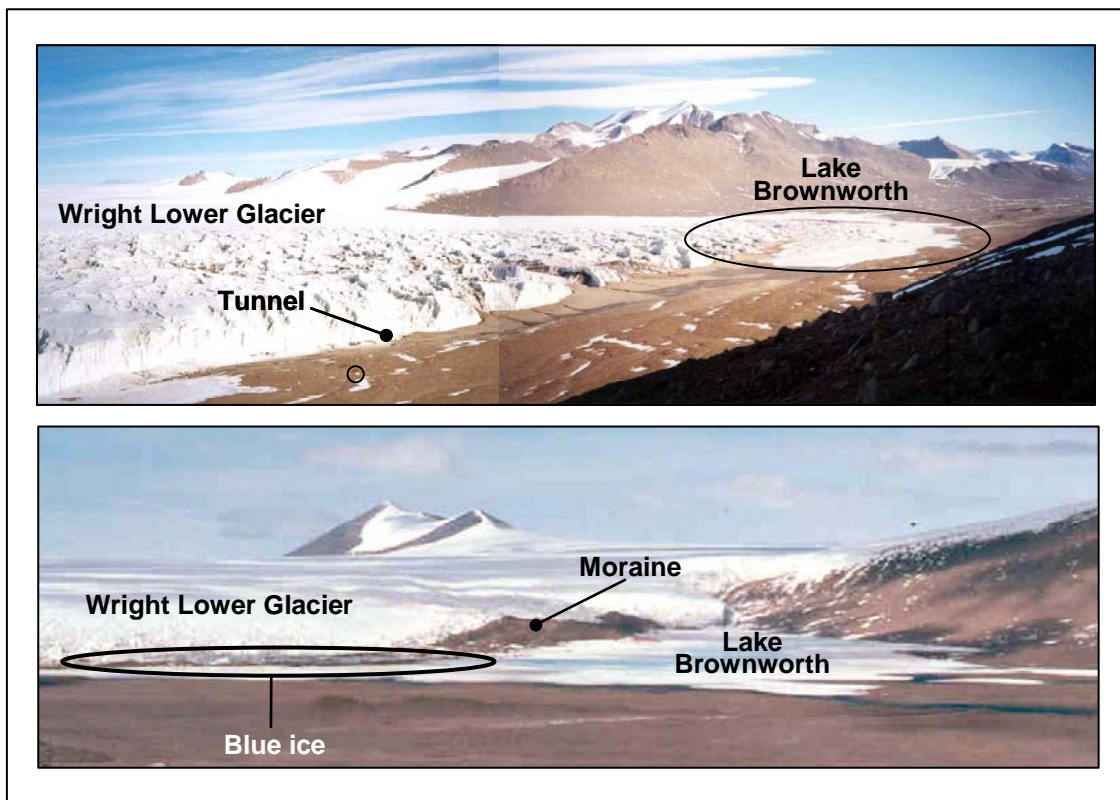 Lake
Brownworth
Wright Lower Glacier
Tunnel
Moraine
Wright Lower Glacier
Lake
Brownworth
Blue ice